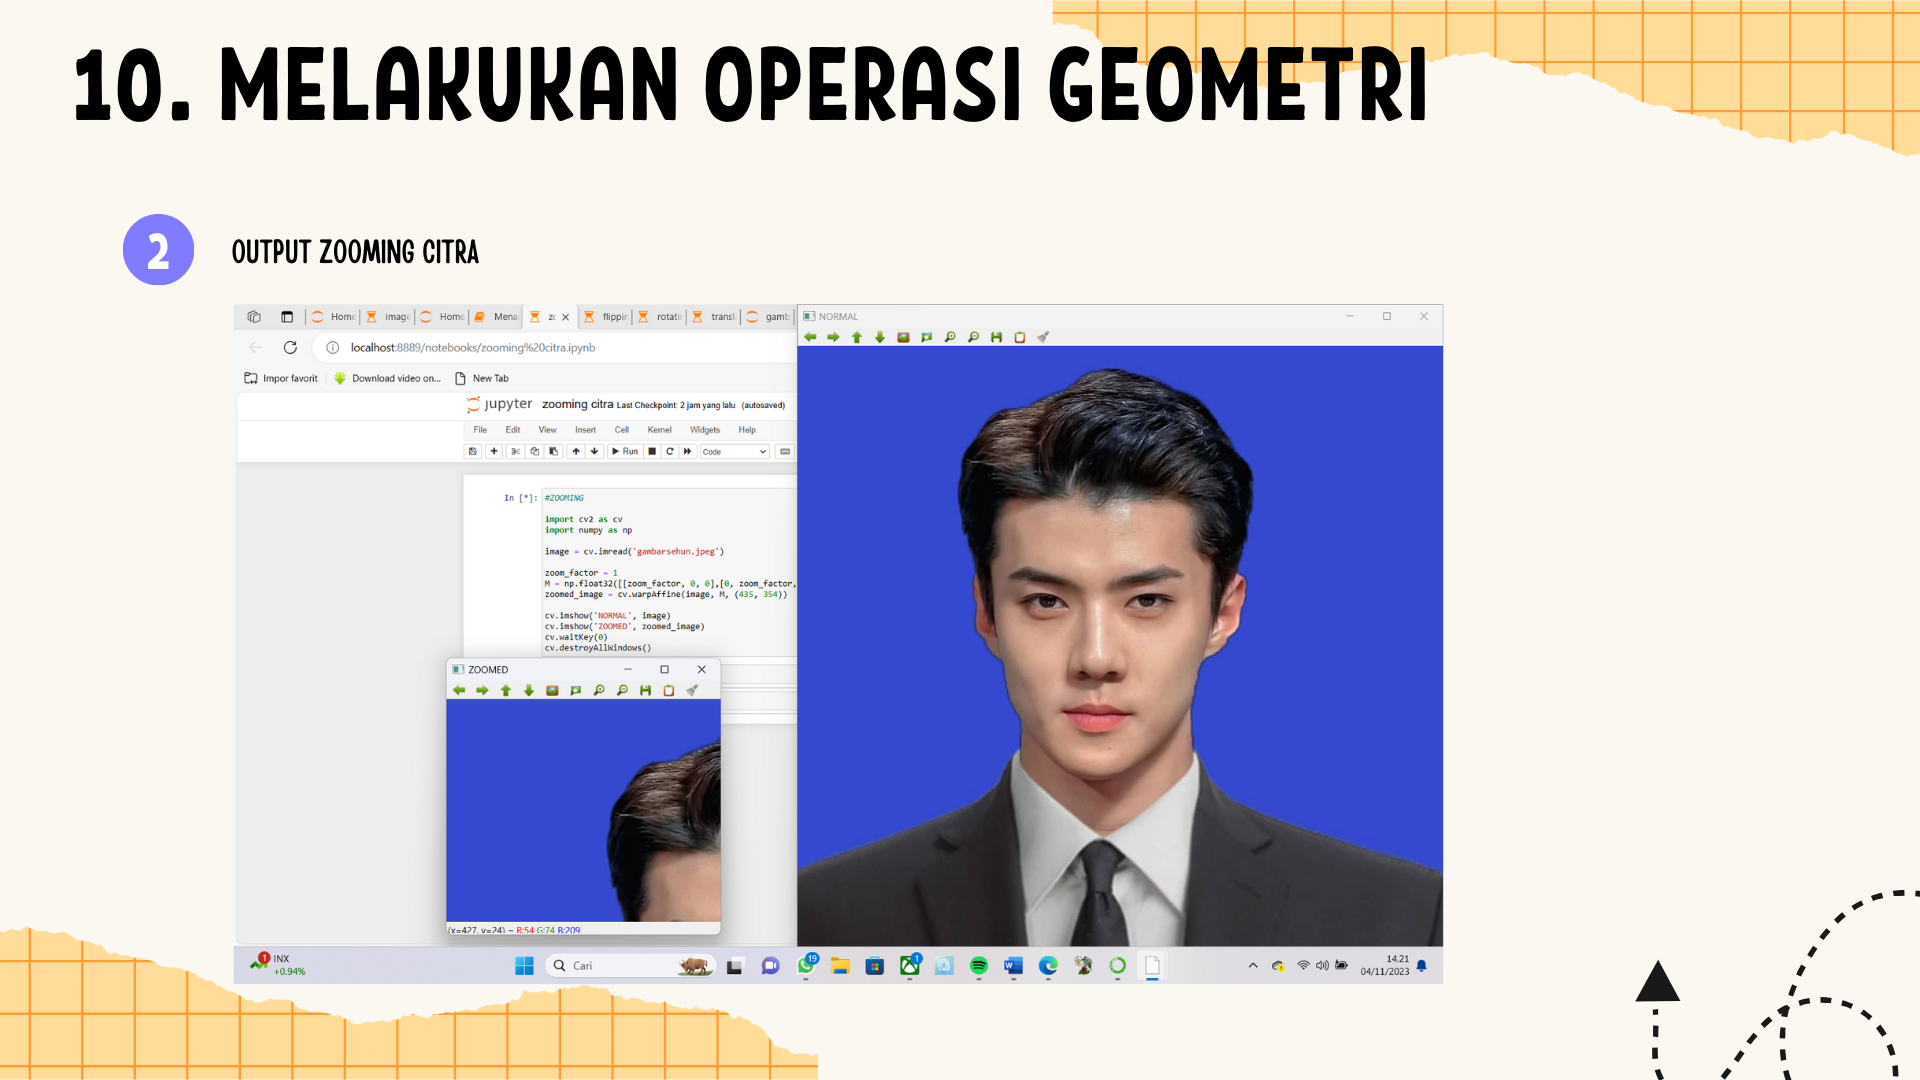 10. MELAKUKAN OPERASI GEOMETRI
2
OUTPUT ZOOMING CITRA
Home image Home Mena zo flippin rotati transl gamb
localhost:8889/notebooks/zooming%20citra.ipynb
Impor favorit Download video on... New Tab
jupyter zooming citra Last Checkpoint: 2 jam yang lalu (autosaved)
File Edit View Insert Cell Kernel Widgets Help
Run Code
In [*]: #ZOOMING
import cv2 as cv
import numpy as np
image = cv.imread('gambarsehun.jpeg')
zoom_factor = 1
M = np.float32([[zoom_factor, 0, 0],[0, zoom_factor,
zoomed_image = cv.warpAffine(image, M, (435, 354))
cv.imshow('NORMAL', image)
cv.imshow('ZOOMED', zoomed_image)
cv.waitKey(0)
cv.destroyAllWindows()
ZOOMED
(x=427, y=24) ~ R:54 G:74 B:209
NORMAL
1
INX
+0.94%
Cari
19
1
14.21
04/11/2023